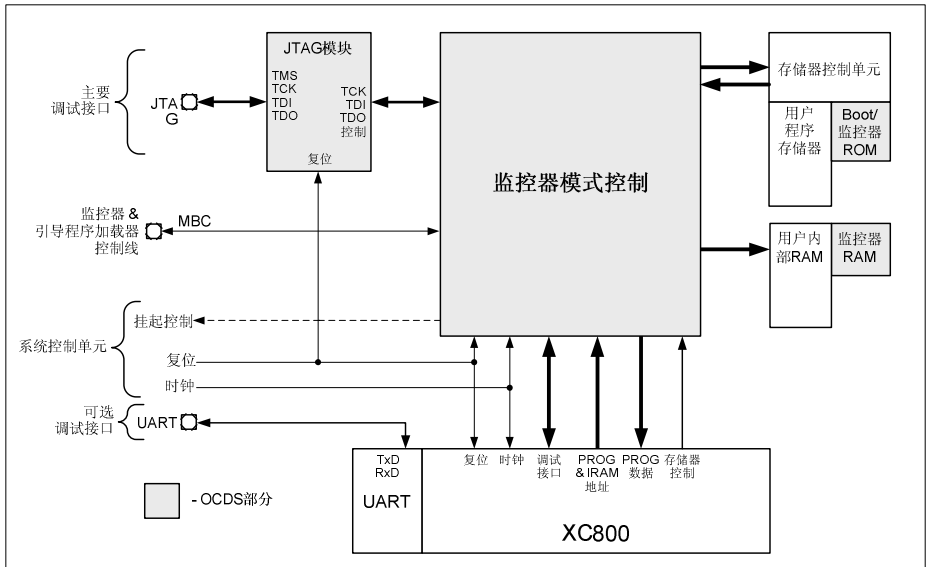 JTAG模块
TMS
TCK
TDI
TDO
TCK
TDI
TDO
控制
复位
主要
调试接口
JTA
G
监控器模式控制
存储器控制单元
用户
程序
存储器
Boot/
监控器
ROM
监控器 &
引导程序加载器
控制线
MBC
用户内
部RAM
监控器
RAM
系统控制单元
挂起控制
复位
时钟
可选
调试接口
UART
TxD
RxD
UART
复位
时钟
调试
接口
PROG
& IRAM
地址
PROG
数据
存储器
控制
XC800
- OCDS部分